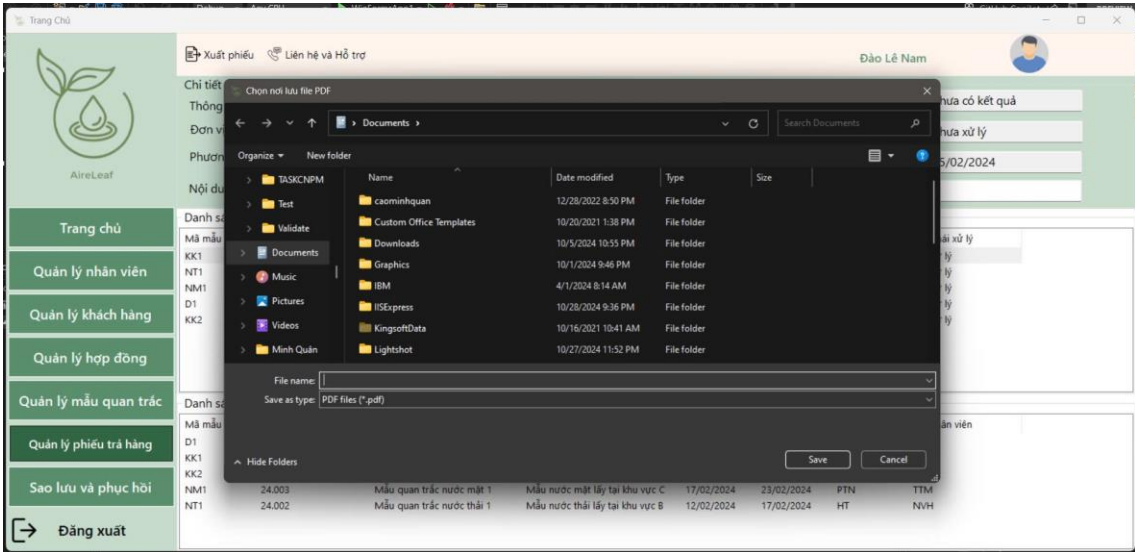 Trang Chủ
Xuất phiếu
Liên hệ và Hỗ trợ
Đào Lê Nam
AireLeaf
Trang chủ
Quản lý nhân viên
Quản lý khách hàng
Quản lý hợp đồng
Quản lý mẫu quan trắc
Quản lý phiếu trả hàng
Sao lưu và phục hồi
Đăng xuất
Chi tiết
Thông
Đơn vị
Phươn
Nội du
có kết quả
xử lý
/02/2024
Chọn nơi lưu file PDF
Documents
Search Documents
Organize
New folder
TASKCNPM
Test
Validate
Documents
Music
Pictures
Videos
Minh Quân
Name Date modified Type Size
caominhquan 12/28/2022 8:50 PM File folder
Custom Office Templates 10/20/2021 1:38 PM File folder
Downloads 10/5/2024 10:55 PM File folder
Graphics 10/1/2024 9:46 PM File folder
IBM 4/1/2024 8:14 AM File folder
IISExpress 10/28/2024 9:36 PM File folder
KingsoftData 10/16/2021 10:41 AM File folder
Lightshot 10/27/2024 11:52 PM File folder
File name:
Save as type: PDF files (*.pdf)
Hide Folders
Save
Cancel
Danh sá
Mã mẫu xử lý
KK1 lý
NT1 lý
NM1 lý
D1 lý
KK2 lý
Danh sá
Mã mẫu viên
D1
KK1
KK2
NM1 24.003 Mẫu quan trắc nước mặt 1 Mẫu nước mặt lấy tại khu vực C 17/02/2024 23/02/2024 PTN TTM
NT1 24.002 Mẫu quan trắc nước thải 1 Mẫu nước thải lấy tại khu vực B 12/02/2024 17/02/2024 HT NVH